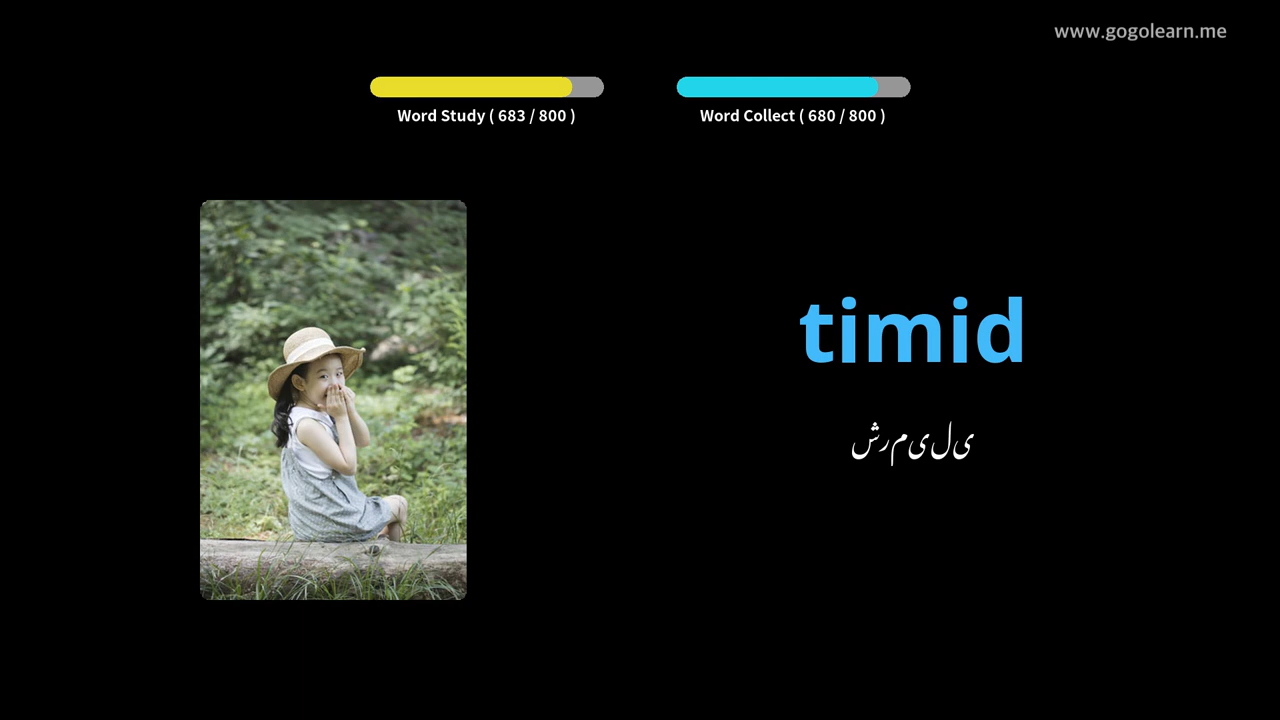 www.gogolearn.me
Word Study ( 683 / 800 )
Word Collect ( 680 / 800 )
timid
شرمیلی